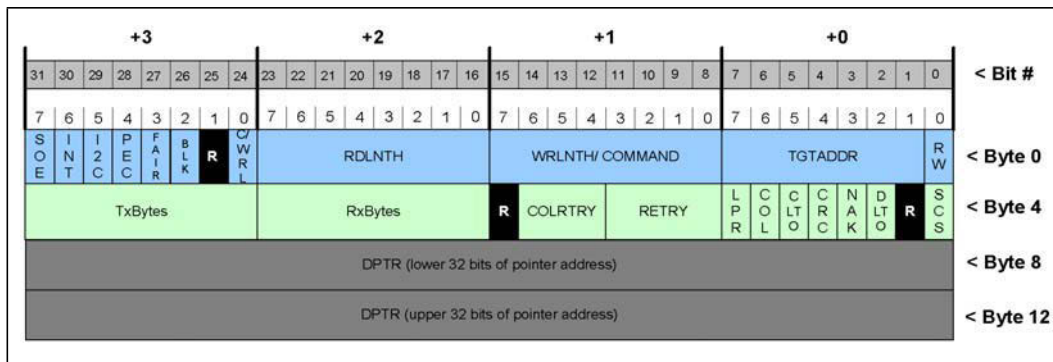 +3 +2 +1 +0
31 30 29 28 27 26 25 24 23 22 21 20 19 18 17 16 15 14 13 12 11 10 9 8 7 6 5 4 3 2 1 0 < Bit #
7 6 5 4 3 2 1 0 7 6 5 4 3 2 1 0 7 6 5 4 3 2 1 0 7 6 5 4 3 2 1 0
SOE INT I2C PEC FAIR BLK R C/WRL RDLNTH WRLNTH/ COMMAND TGTADDR RW < Byte 0
TxBytes RxBytes R COLRTRY RETRY LPR COL CLTO CRC NAK DLTO R SCS < Byte 4
DPTR (lower 32 bits of pointer address) < Byte 8
DPTR (upper 32 bits of pointer address) < Byte 12